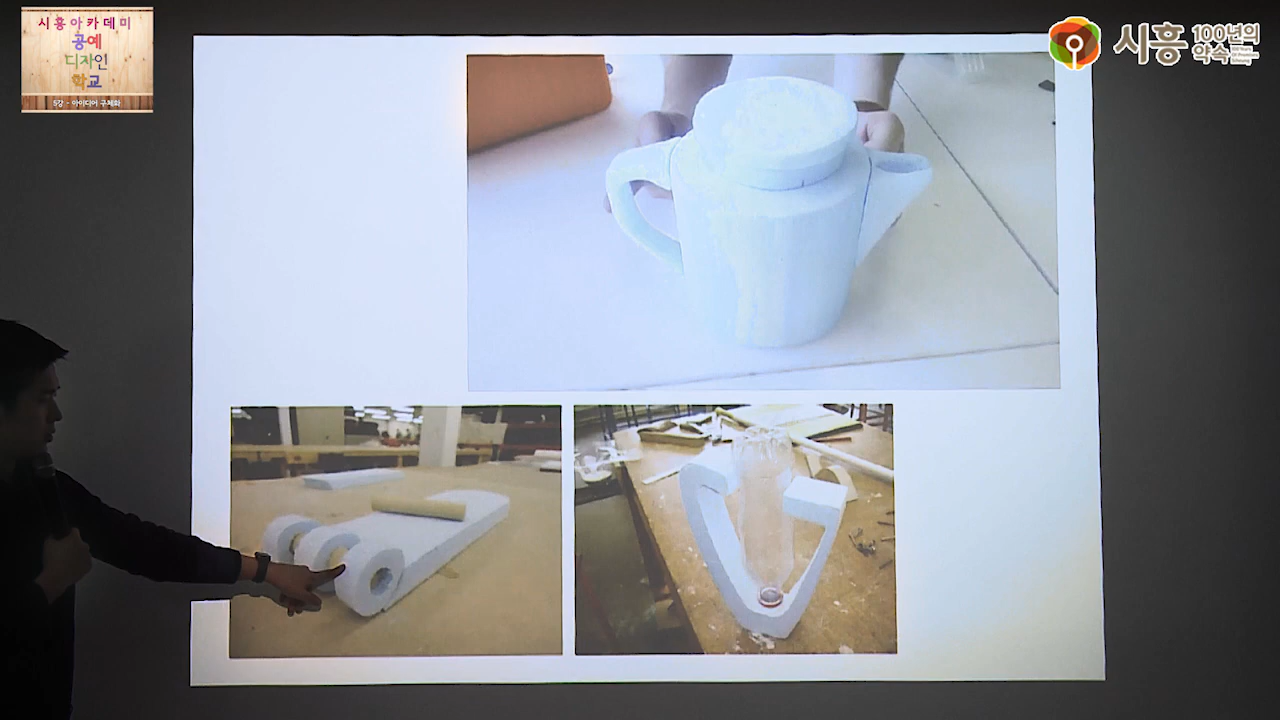 시흥아카데미
공예
디자인
학교
5강 - 아이디어 구체화
시흥
100년의
약속